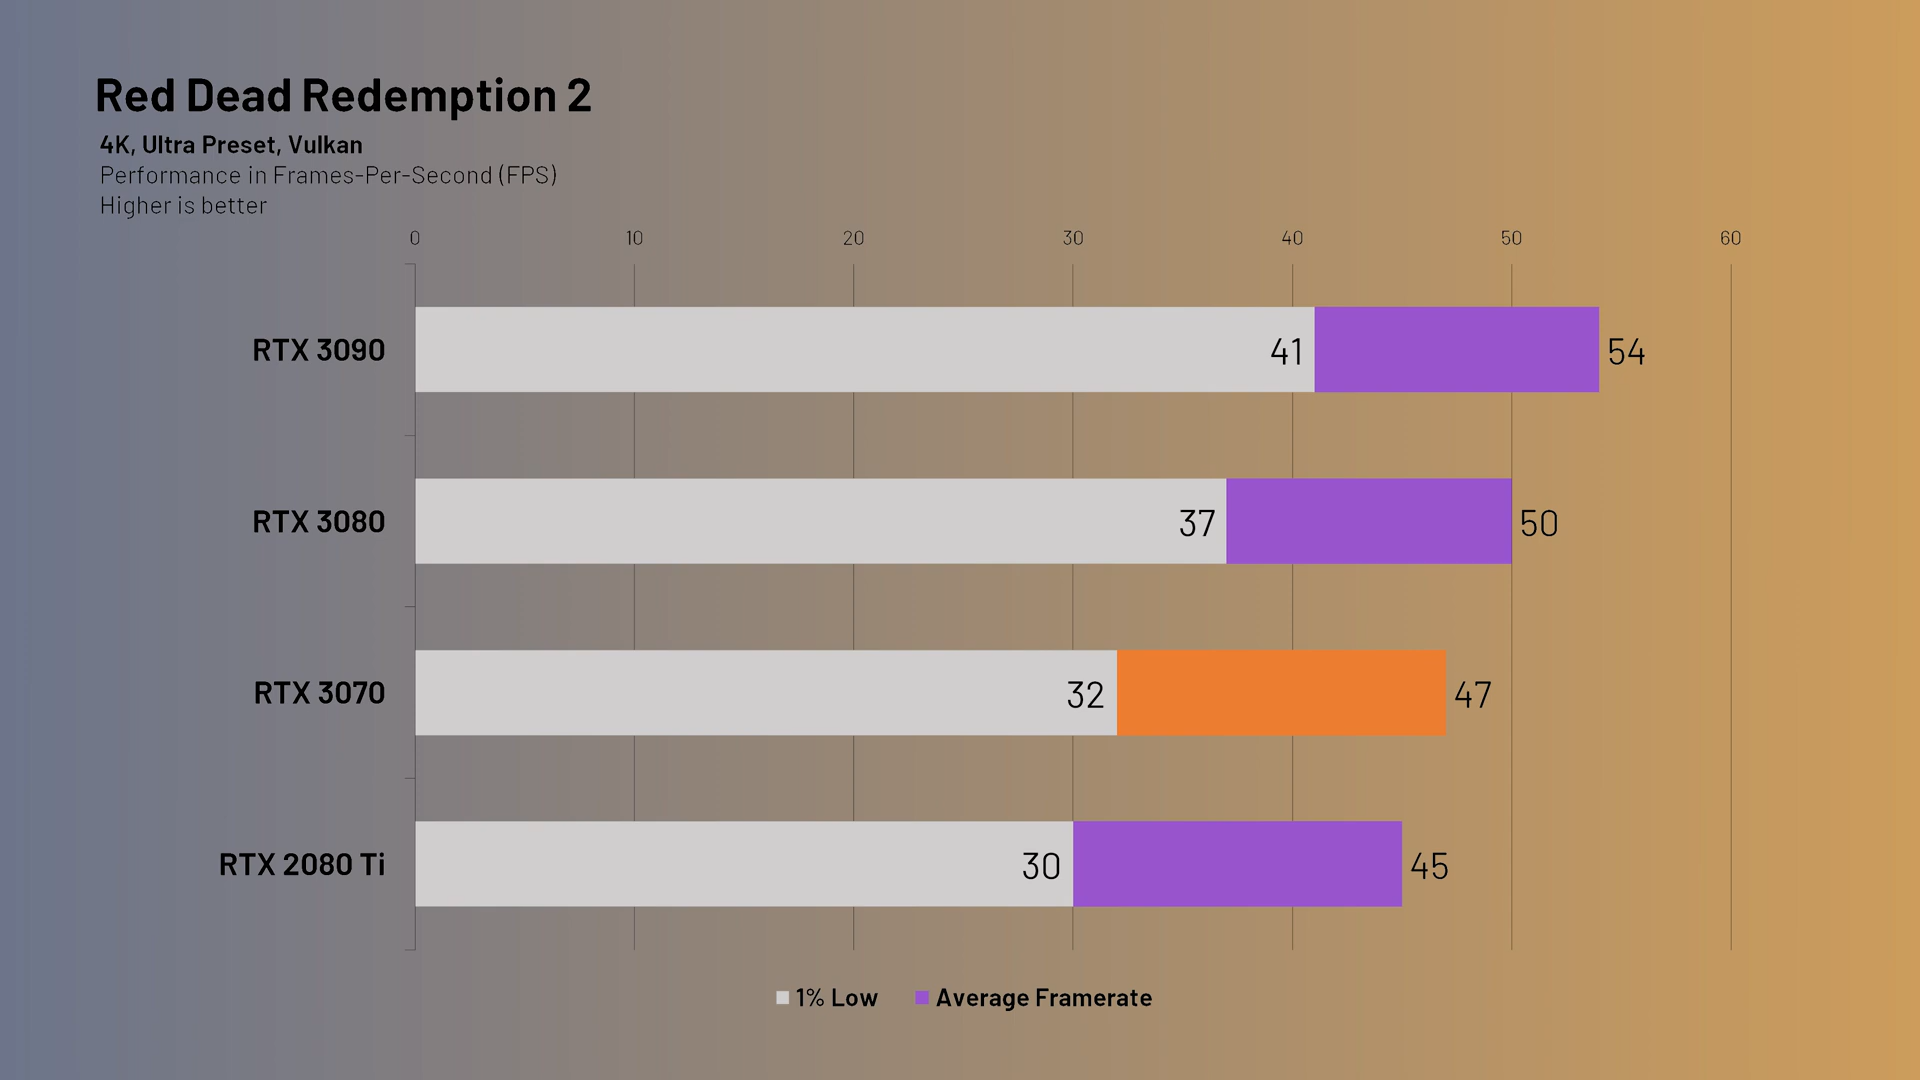 Red Dead Redemption 2
4K, Ultra Preset, Vulkan
Performance in Frames-Per-Second (FPS)
Higher is better
0 10 20 30 40 50 60
RTX 3090 41 54
RTX 3080 37 50
RTX 3070 32 47
RTX 2080 Ti 30 45
1% Low Average Framerate